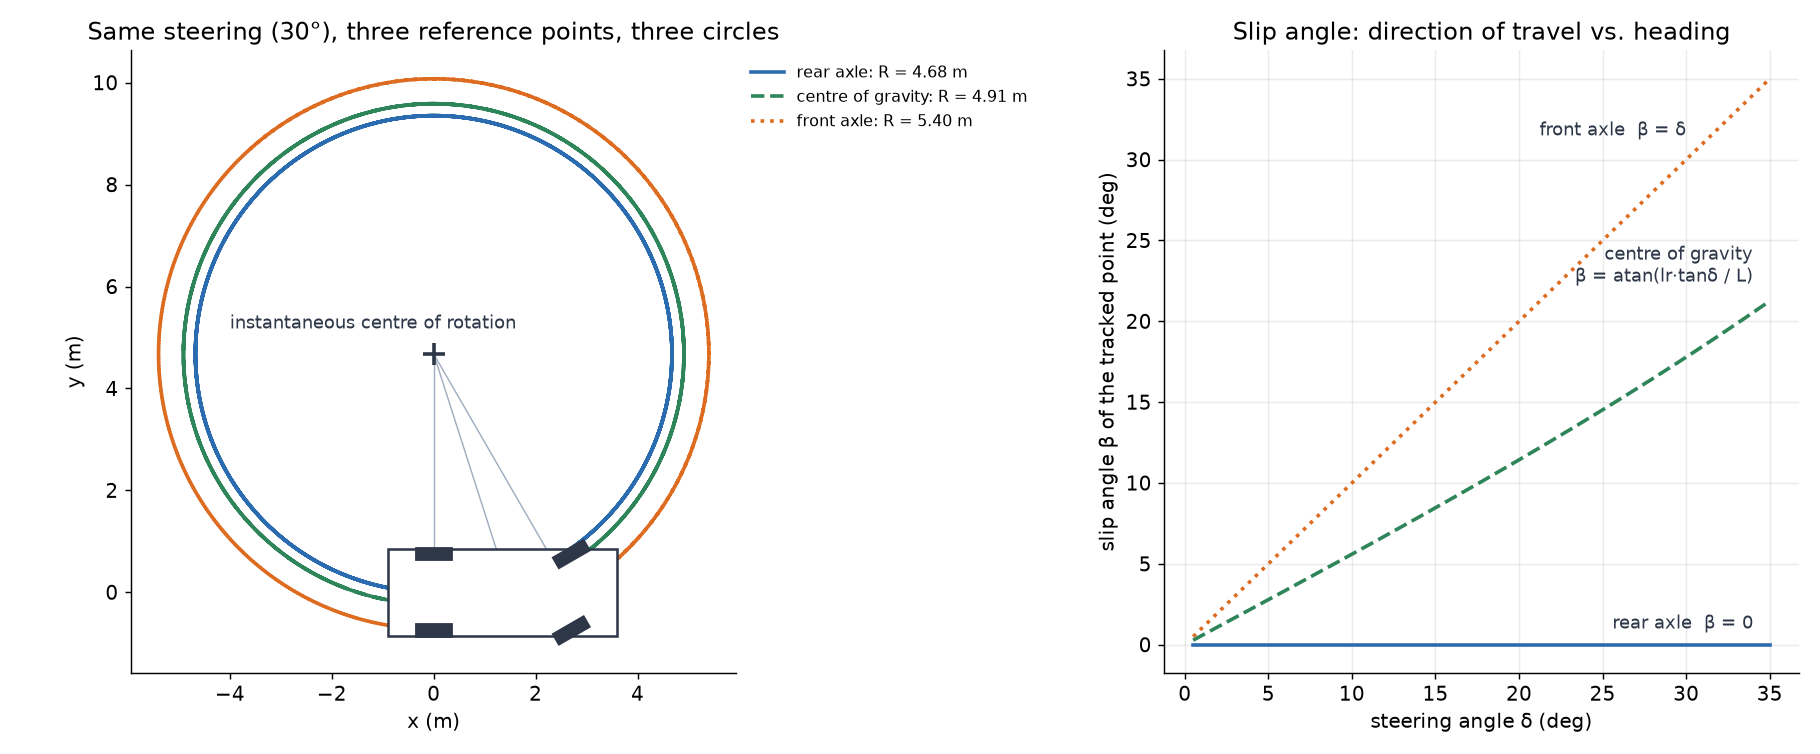 Same steering (30°), three reference points, three circles
rear axle: R = 4.68 m
centre of gravity: R = 4.91 m
front axle: R = 5.40 m
10
8
6
4
2
0
y (m)
instantaneous centre of rotation
−4
−2
0
2
4
x (m)
Slip angle: direction of travel vs. heading
35
30
25
20
15
10
5
0
slip angle β of the tracked point (deg)
front axle  β = δ
centre of gravity
β = atan(lr·tanδ / L)
rear axle  β = 0
0
5
10
15
20
25
30
35
steering angle δ (deg)